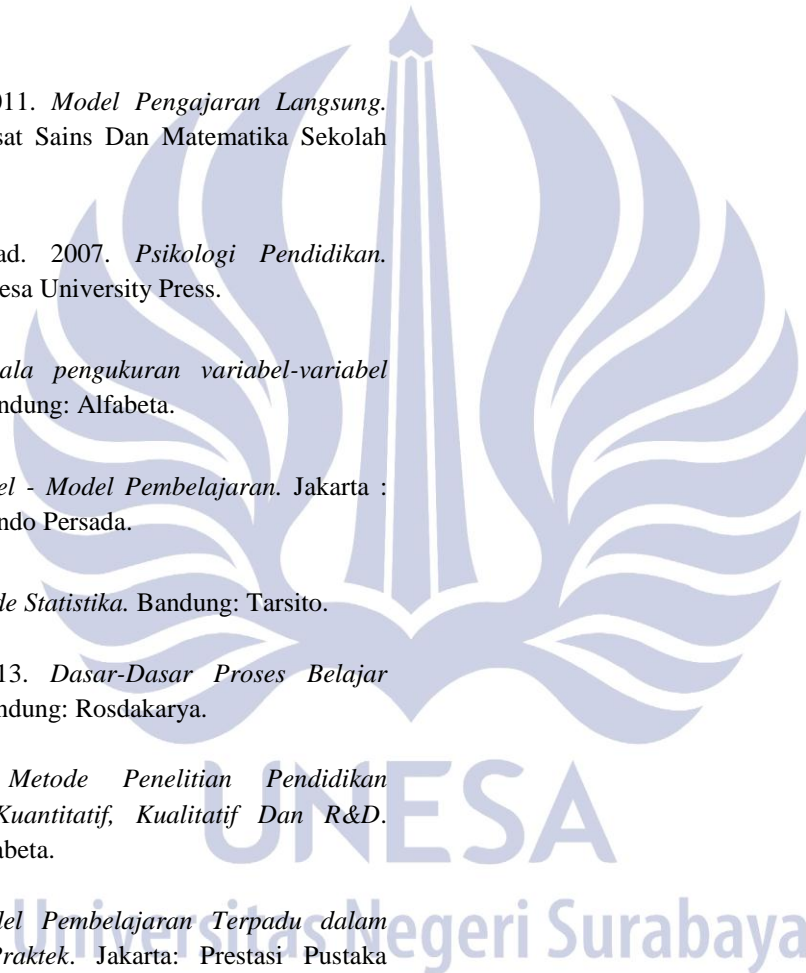 011. Model Pengajaran Langsung.
sat Sains Dan Matematika Sekolah
ad. 2007. Psikologi Pendidikan.
esa University Press.
ala pengukuran variabel-variabel
ndung: Alfabeta.
el - Model Pembelajaran. Jakarta :
ndo Persada.
de Statistika. Bandung: Tarsito.
13. Dasar-Dasar Proses Belajar
ndung: Rosdakarya.
Metode Penelitian Pendidikan
Kuantitatif, Kualitatif Dan R&D.
abeta.
del Pembelajaran Terpadu dalam
Praktek. Jakarta: Prestasi Pustaka
UNESA
Universitas Negeri Surabaya